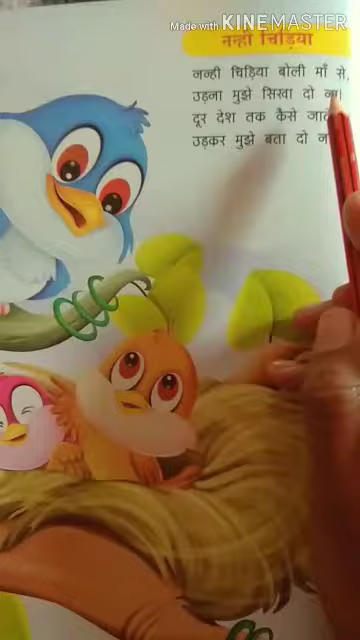 Made with KINEMASTER
नन्ही चिड़िया
नन्ही चिड़िया बोली माँ से,
उड़ना मुझे सिखा दो ना!
दूर देश तक कैसे
उड़कर मुझे बता दो